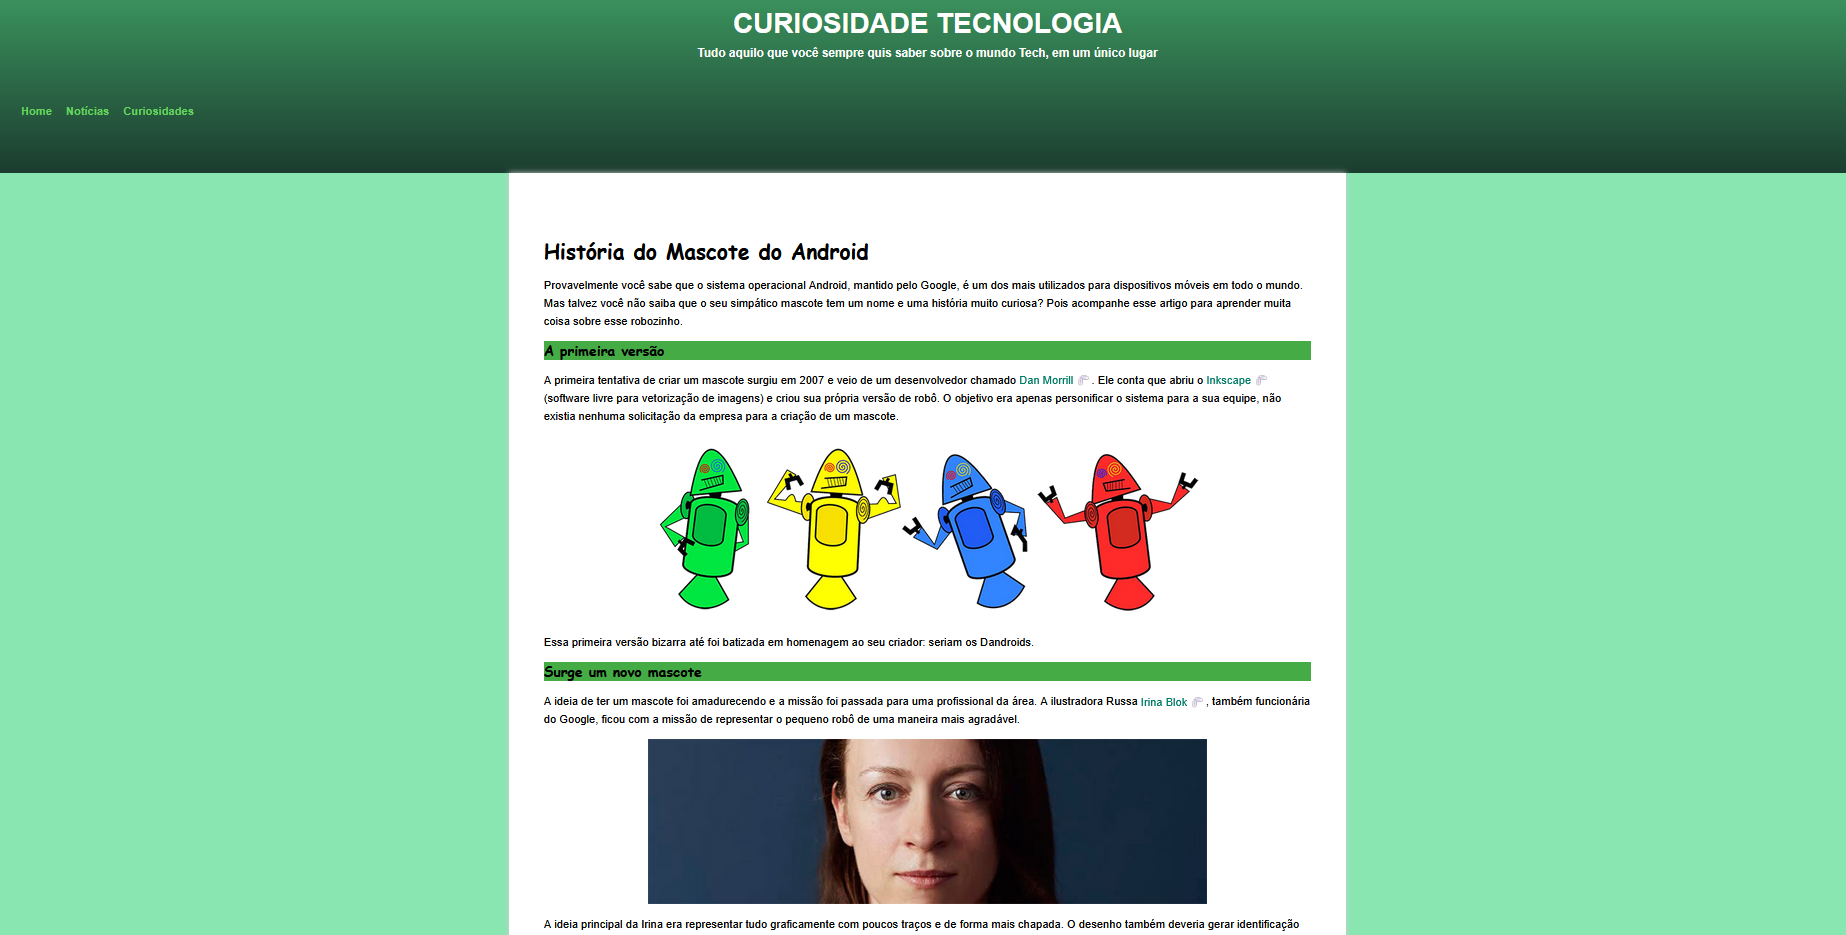 CURIOSIDADE TECNOLOGIA
Tudo aquilo que você sempre quis saber sobre o mundo Tech, em um único lugar
Home Notícias Curiosidades
História do Mascote do Android
Provavelmente você sabe que o sistema operacional Android, mantido pelo Google, é um dos mais utilizados para dispositivos móveis em todo o mundo.
Mas talvez você não saiba que o seu simpático mascote tem um nome e uma história muito curiosa? Pois acompanhe esse artigo para aprender muita
coisa sobre esse robozinho.
A primeira versão
A primeira tentativa de criar um mascote surgiu em 2007 e veio de um desenvolvedor chamado Dan Morrill . Ele conta que abriu o Inkscape
(software livre para vetorização de imagens) e criou sua própria versão de robô. O objetivo era apenas personificar o sistema para a sua equipe, não
existia nenhuma solicitação da empresa para a criação de um mascote.
Essa primeira versão bizarra até foi batizada em homenagem ao seu criador: seriam os Dandroids.
Surge um novo mascote
A ideia de ter um mascote foi amadurecendo e a missão foi passada para uma profissional da área. A ilustradora Russa Irina Blok , também funcionária
do Google, ficou com a missão de representar o pequeno robô de uma maneira mais agradável.
A ideia principal da Irina era representar tudo graficamente com poucos traços e de forma mais chapada. O desenho também deveria gerar identificação